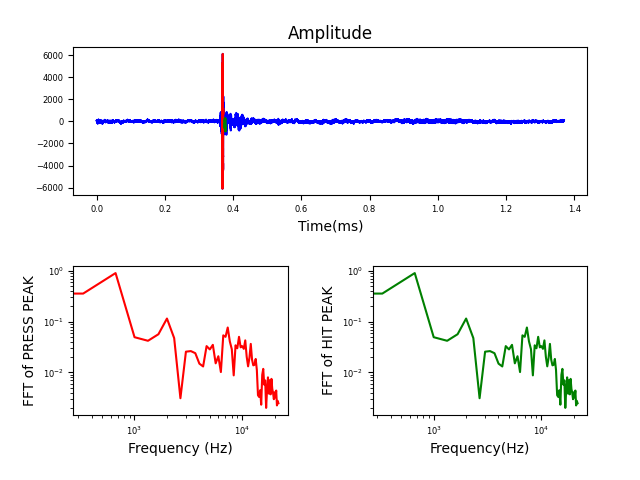 Amplitude
6000
4000
2000
0
−2000
−4000
−6000
0.0 0.2 0.4 0.6 0.8 1.0 1.2 1.4
Time(ms)
FFT of PRESS PEAK
10⁰
10⁻¹
10⁻²
10³ 10⁴
Frequency (Hz)
FFT of HIT PEAK
10⁰
10⁻¹
10⁻²
10³ 10⁴
Frequency(Hz)